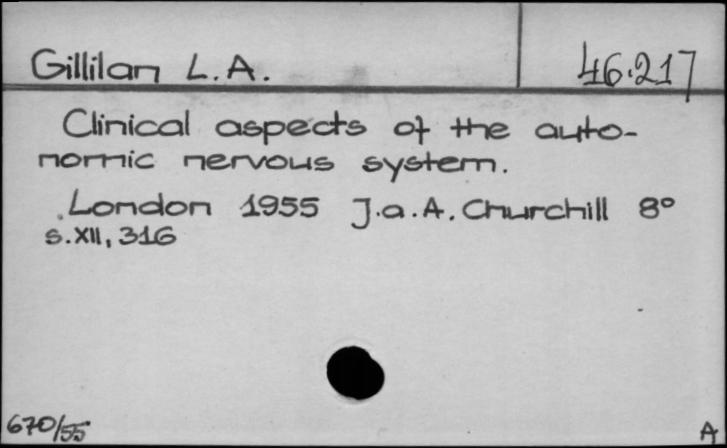 Gillilan L.A. 46.217
Clinical aspects of the auto-
nomic nervous system.
London 1955 J.a.A. Churchill 8°
s.XII, 316
670/55 A